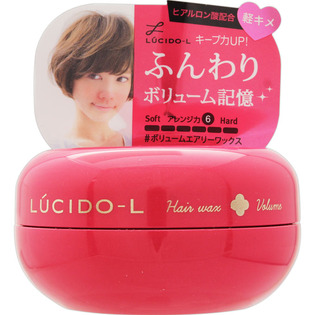 ヒアルロン酸配合
軽キメ
LÚCIDO-L
キープ力UP!
ふんわり
ボリューム記憶
Soft アレンジ力 6 Hard
#ボリュームエアリーワックス
LÚCIDO-L Hair wax Volume